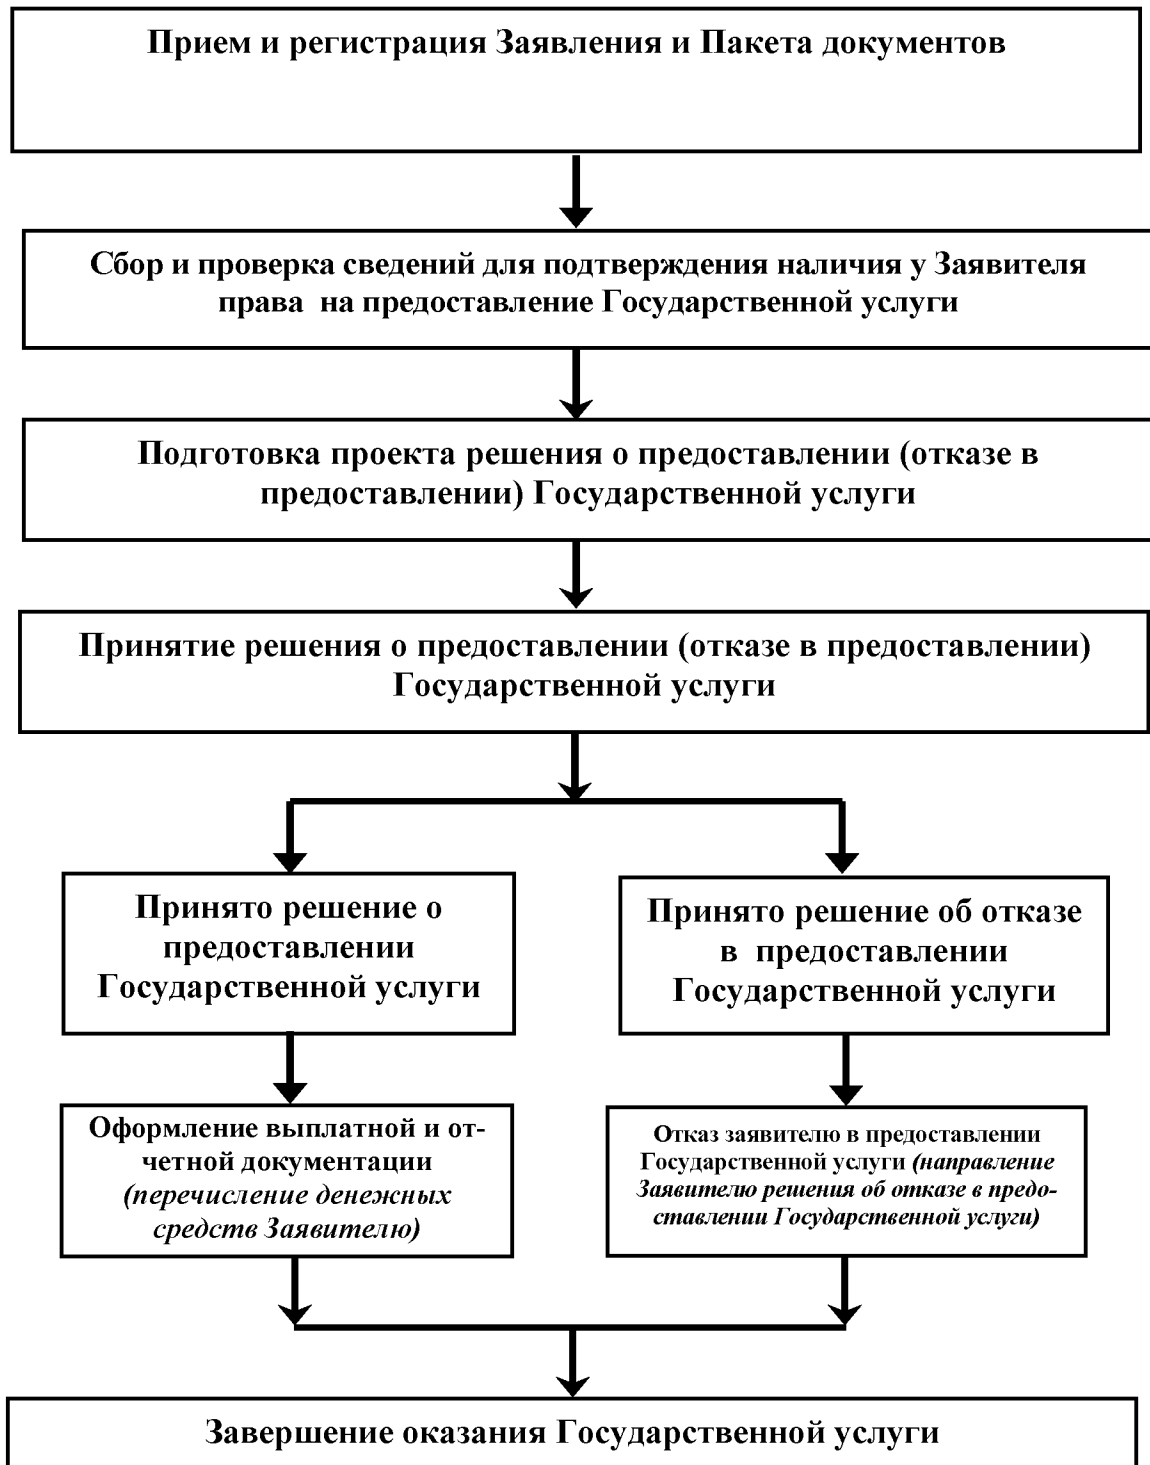 Прием и регистрация Заявления и Пакета документов
Сбор и проверка сведений для подтверждения наличия у Заявителя
права  на предоставление Государственной услуги
Подготовка проекта решения о предоставлении (отказе в
предоставлении) Государственной услуги
Принятие решения о предоставлении (отказе в предоставлении)
Государственной услуги
Принято решение о
предоставлении
Государственной услуги
Принято решение об отказе
в  предоставлении
Государственной услуги
Оформление выплатной и от-
четной документации
(перечисление денежных
средств Заявителю)
Отказ заявителю в предоставлении
Государственной услуги (направление
Заявителю решения об отказе в предо-
ставлении Государственной услуги)
Завершение оказания Государственной услуги